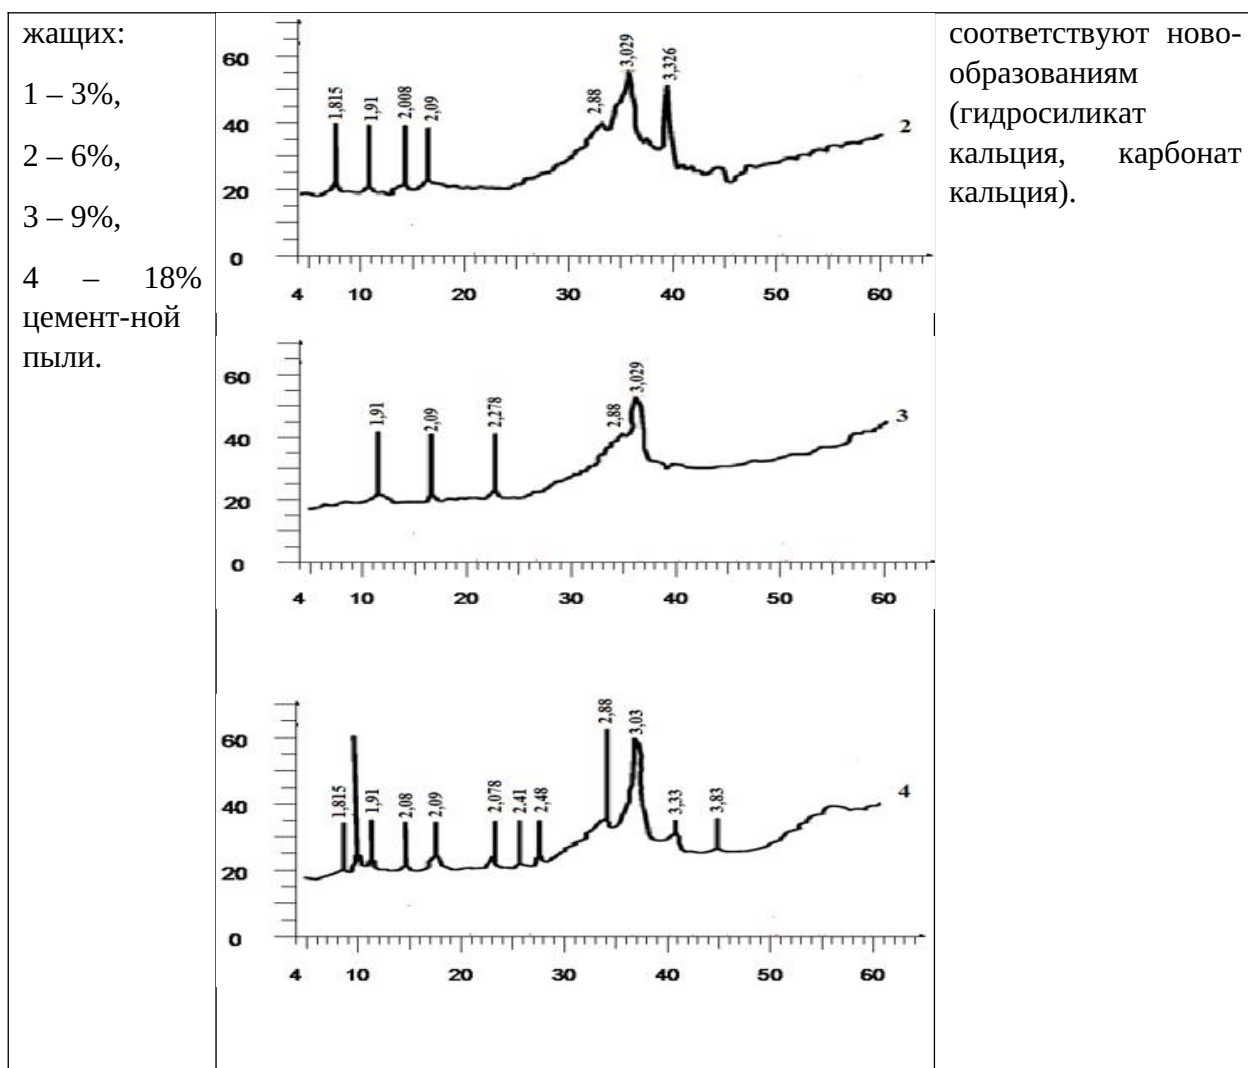 жащих:
1 – 3%,
2 – 6%,
3 – 9%,
4 – 18%
цемент-ной
пыли.
60
40
20
0
1,815
1,91
2,008
2,09
2,88
3,029
3,326
2
4 10 20 30 40 50 60
60
40
20
0
1,91
2,09
2,278
2,88
3,029
3
4 10 20 30 40 50 60
60
40
20
0
1,815
1,91
2,08
2,09
2,078
2.41
2,48
2,88
3,03
3,33
3,83
4
4 10 20 30 40 50 60
соответствуют ново-
образованиям
(гидросиликат
кальция, карбонат
кальция).